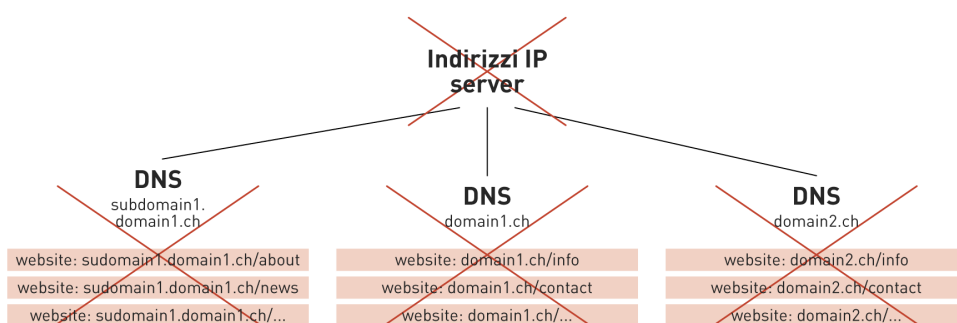 Indirizzi IP
server
DNS
subdomain1.
domain1.ch
website: sudomain1.domain1.ch/about
website: sudomain1.domain1.ch/news
website: sudomain1.domain1.ch/...
DNS
domain1.ch
website: domain1.ch/info
website: domain1.ch/contact
website: domain1.ch/...
DNS
domain2.ch
website: domain2.ch/info
website: domain2.ch/contact
website: domain2.ch/...